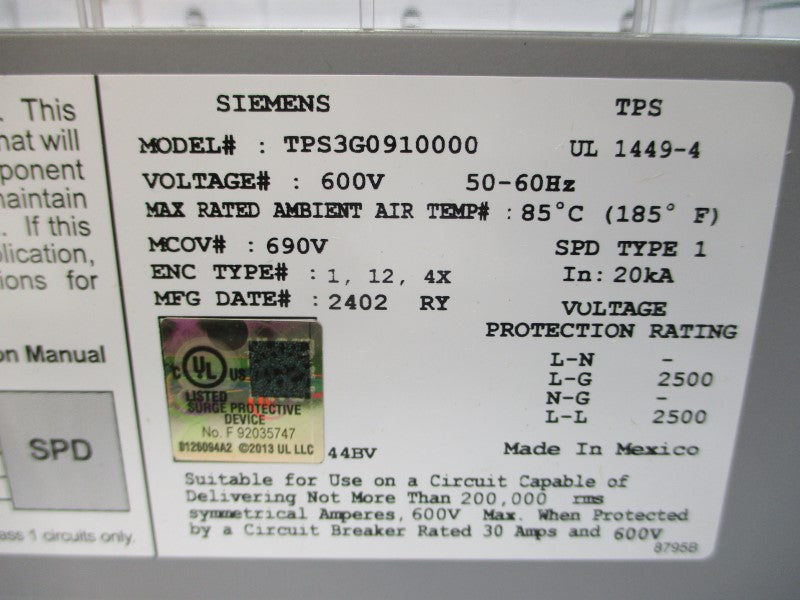 . This
hat will
ponent
aintain
. If this
plication,
ions for
on Manual
SPD
ass 1 circuits only.
SIEMENS TPS
MODEL# : TPS3G0910000 UL 1449-4
VOLTAGE# : 600V 50-60Hz
MAX RATED AMBIENT AIR TEMP# : 85°C (185° F)
MCOV# : 690V SPD TYPE 1
ENC TYPE# : 1, 12, 4X In: 20kA
MFG DATE# : 2402 RY VOLTAGE
PROTECTION RATING
L-N -
L-G 2500
N-G -
L-L 2500
C UL US
LISTED
SURGE PROTECTIVE
DEVICE
No. F 92035747
0126094A2 ©2013 UL LLC
44BV Made In Mexico
Suitable for Use on a Circuit Capable of
Delivering Not More Than 200,000 rms
symmetrical Amperes, 600V Max. When Protected
by a Circuit Breaker Rated 30 Amps and 600V
8795B